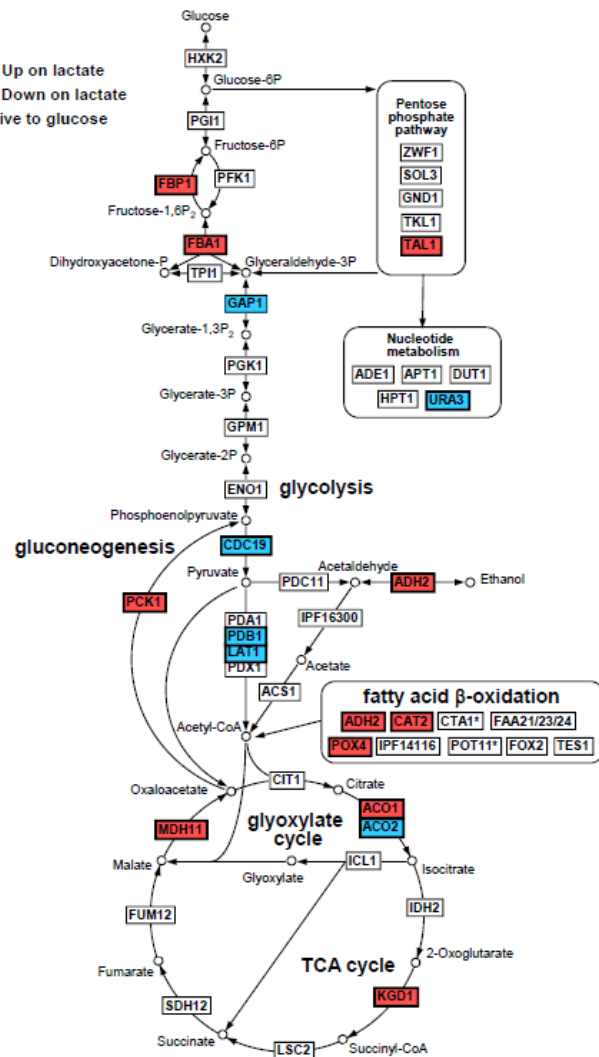 Glucose
HXK2
Up on lactate
Down on lactate
ive to glucose
Glucose-6P
PGI1
Fructose-6P
FBP1
PFK1
Fructose-1,6P2
FBA1
Dihydroxyacetone-P
TPI1
Glyceraldehyde-3P
Pentose
phosphate
pathway
ZWF1
SOL3
GND1
TKL1
TAL1
GAP1
Glycerate-1,3P2
PGK1
Glycerate-3P
GPM1
Glycerate-2P
ENO1
glycolysis
Nucleotide
metabolism
ADE1 APT1 DUT1
HPT1 URA3
Phosphoenolpyruvate
gluconeogenesis
CDC19
Pyruvate
PDC11
Acetaldehyde
ADH2
Ethanol
PCK1
PDA1
PDB1
LAT1
PDX1
IPF16300
Acetate
ACS1
Acetyl-CoA
fatty acid β-oxidation
ADH2 CAT2 CTA1* FAA21/23/24
POX4 IPF14116 POT11* FOX2 TES1
Oxaloacetate
CIT1
Citrate
MDH11
glyoxylate
cycle
ACO1
ACO2
Malate
Glyoxylate
ICL1
Isocitrate
FUM12
IDH2
Fumarate
TCA cycle
2-Oxoglutarate
SDH12
KGD1
Succinate
LSC2
Succinyl-CoA